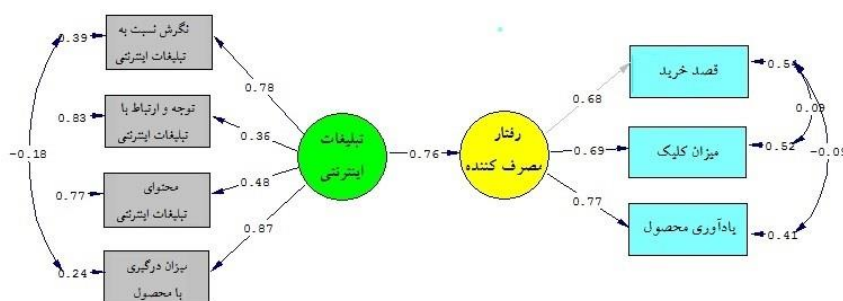 نگرش نسبت به
تبلیغات اینترنتی
0.39
0.78
توجه و ارتباط با
تبلیغات اینترنتی
0.83
0.36
-0.18
محتوای
تبلیغات اینترنتی
0.77
0.48
میزان درگیری
با محصول
0.24
0.87
تبلیغات
اینترنتی
0.76
رفتار
مصرف کننده
0.68
قصد خرید
0.69
میزان کلیک
0.52
0.09
-0.09
0.77
یادآوری محصول
0.41